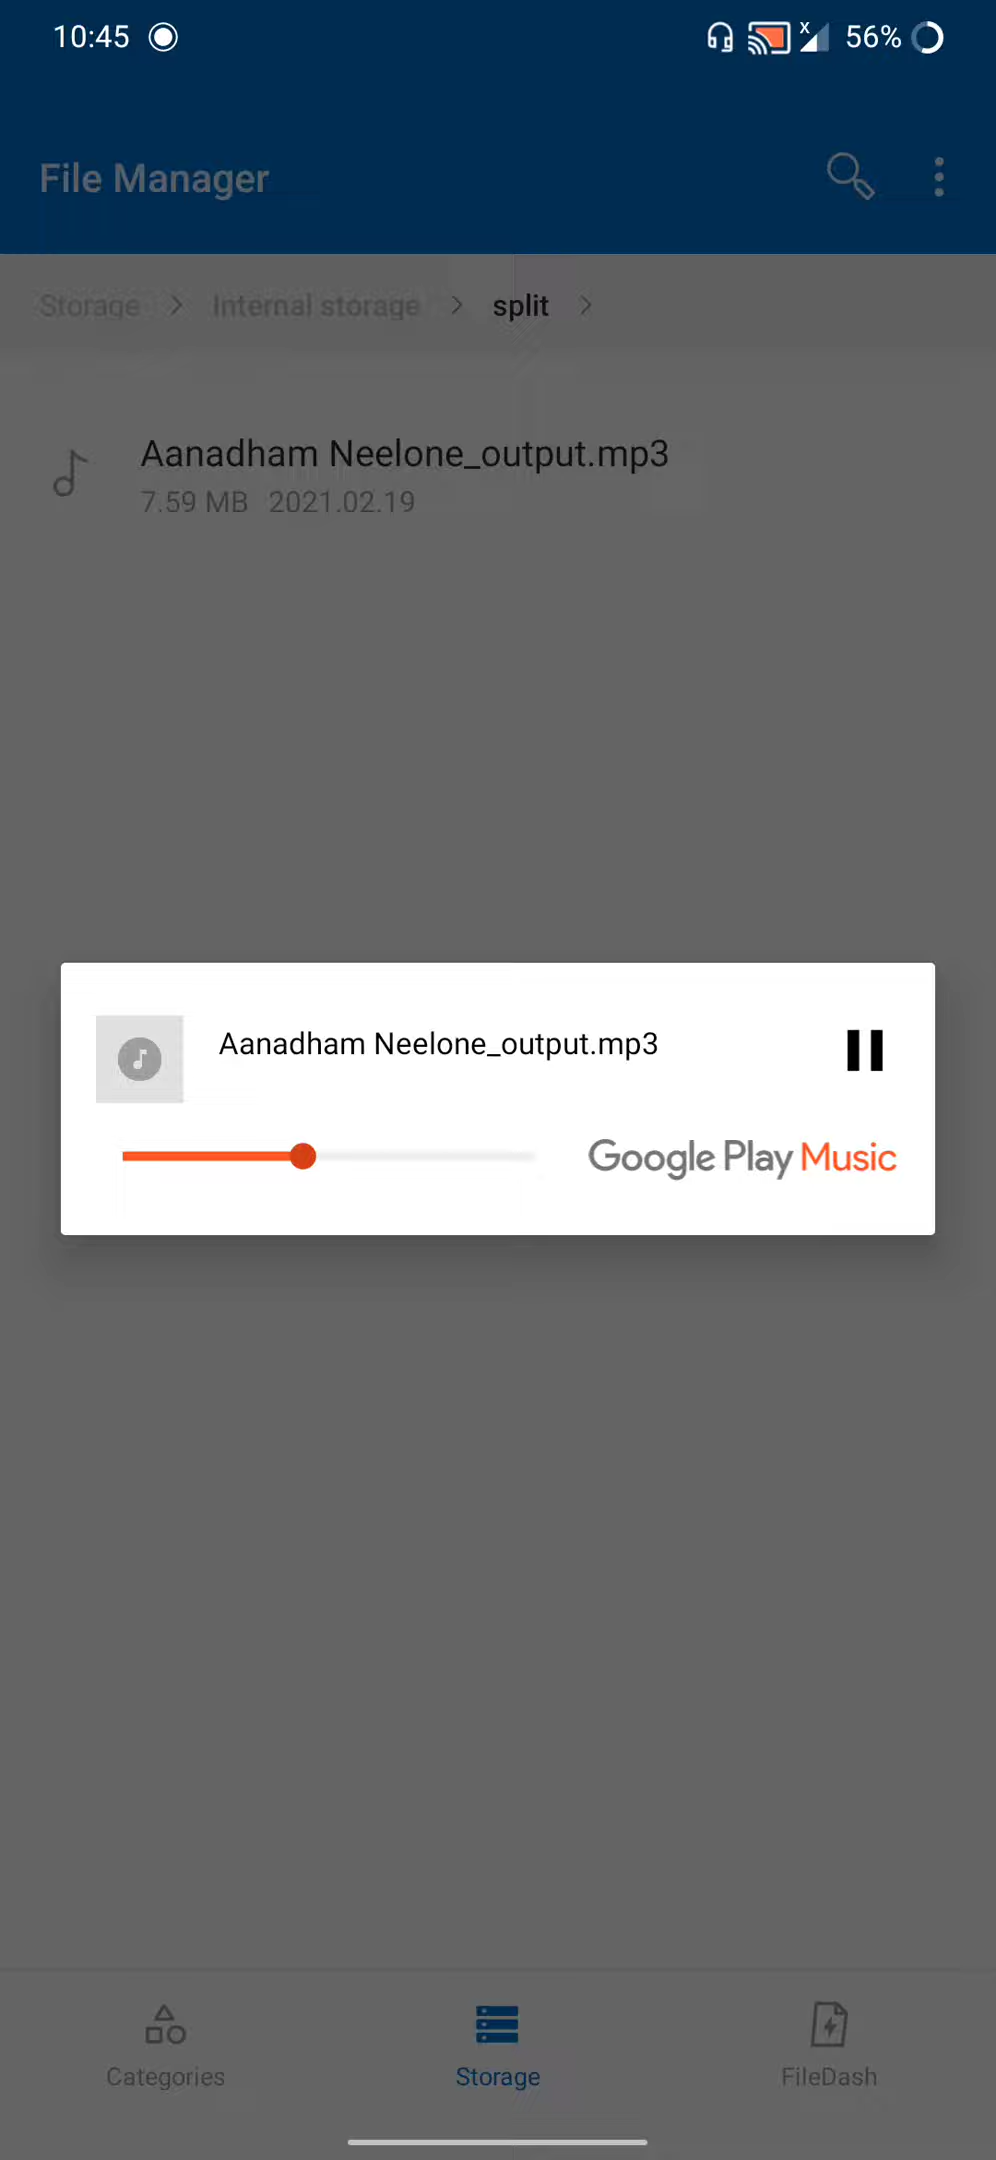 10:45 x 56%
File Manager
Storage > Internal storage > split >
Aanadham Neelone_output.mp3
7.59 MB 2021.02.19
Aanadham Neelone_output.mp3
Google Play Music
Categories Storage FileDash